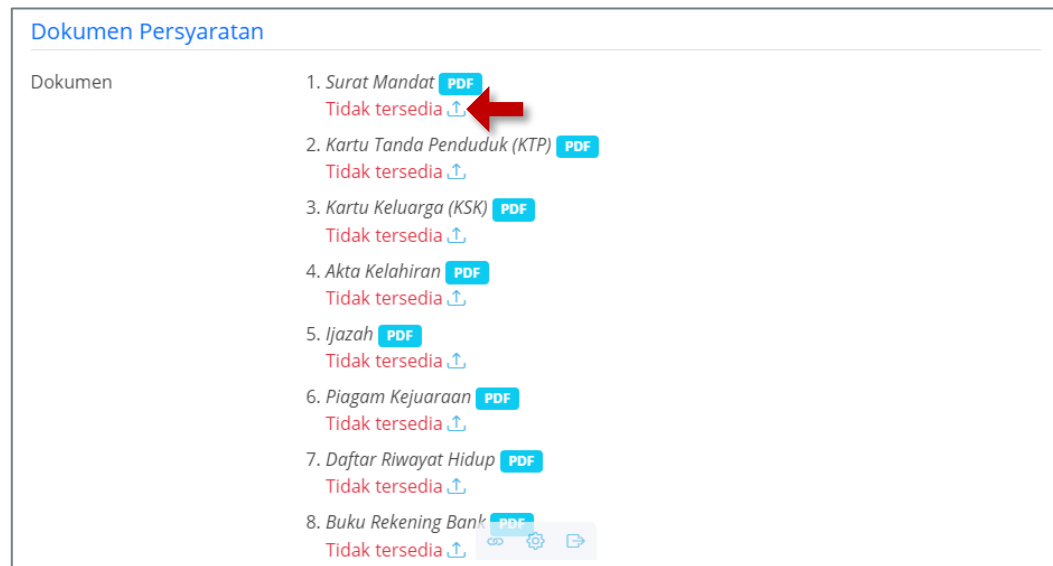 Dokumen Persyaratan
Dokumen
1. Surat Mandat PDF
Tidak tersedia
2. Kartu Tanda Penduduk (KTP) PDF
Tidak tersedia
3. Kartu Keluarga (KSK) PDF
Tidak tersedia
4. Akta Kelahiran PDF
Tidak tersedia
5. Ijazah PDF
Tidak tersedia
6. Piagam Kejuaraan PDF
Tidak tersedia
7. Daftar Riwayat Hidup PDF
Tidak tersedia
8. Buku Rekening Bank PDF
Tidak tersedia